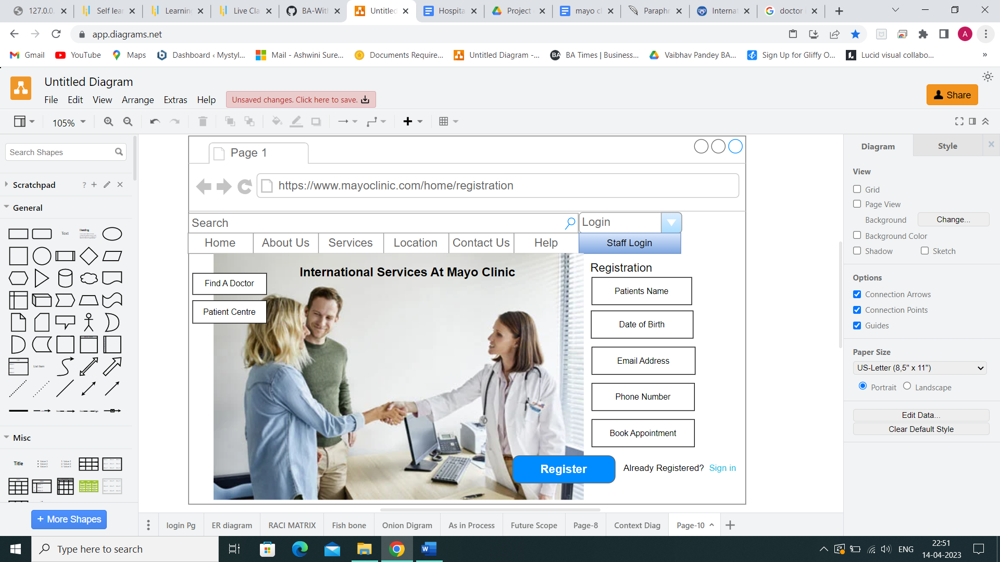 127.0.0.
Self lear
Learning
Live Cla
BA-With
Untitled
Hospita
Project
mayo cl
Paraphr
Internat
doctor i
app.diagrams.net
A
Gmail
YouTube
Maps
Dashboard ‹ Mystyl...
Mail - Ashwini Sure...
Documents Require...
Untitled Diagram -...
BA Times | Business...
Vaibhav Pandey BA...
Sign Up for Gliffy O...
Lucid visual collabo...
»
Untitled Diagram
File Edit View Arrange Extras Help
Unsaved changes. Click here to save.
Share
105%
Search Shapes
Scratchpad
?
General
Text
Heading
List Item
Misc
Title
+ More Shapes
Page 1
https://www.mayoclinic.com/home/registration
Search
Login
Home About Us Services Location Contact Us Help Staff Login
International Services At Mayo Clinic
Find A Doctor
Patient Centre
Registration
Patients Name
Date of Birth
Email Address
Phone Number
Book Appointment
Register
Already Registered? Sign in
Diagram Style
View
Grid
Page View
Background
Change...
Background Color
Shadow
Sketch
Options
Connection Arrows
Connection Points
Guides
Paper Size
US-Letter (8,5" x 11")
Portrait
Landscape
Edit Data...
Clear Default Style
login Pg
ER diagram
RACI MATRIX
Fish bone
Onion Digram
As in Process
Future Scope
Page-8
Context Diag
Page-10
Type here to search
ENG
22:51
14-04-2023